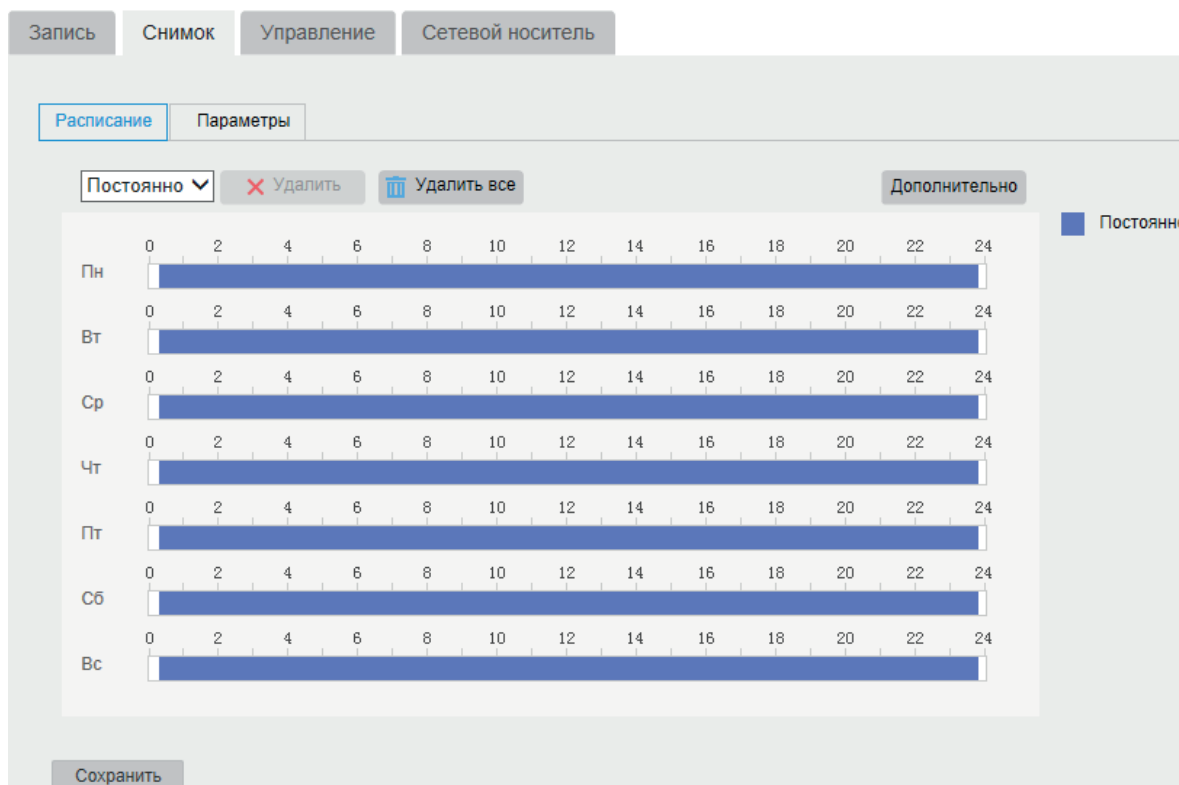 Запись Снимок Управление Сетевой носитель
Расписание Параметры
Постоянно Удалить Удалить все Дополнительно
Постоянно
0 2 4 6 8 10 12 14 16 18 20 22 24
Пн
0 2 4 6 8 10 12 14 16 18 20 22 24
Вт
0 2 4 6 8 10 12 14 16 18 20 22 24
Ср
0 2 4 6 8 10 12 14 16 18 20 22 24
Чт
0 2 4 6 8 10 12 14 16 18 20 22 24
Пт
0 2 4 6 8 10 12 14 16 18 20 22 24
Сб
0 2 4 6 8 10 12 14 16 18 20 22 24
Вс
Сохранить